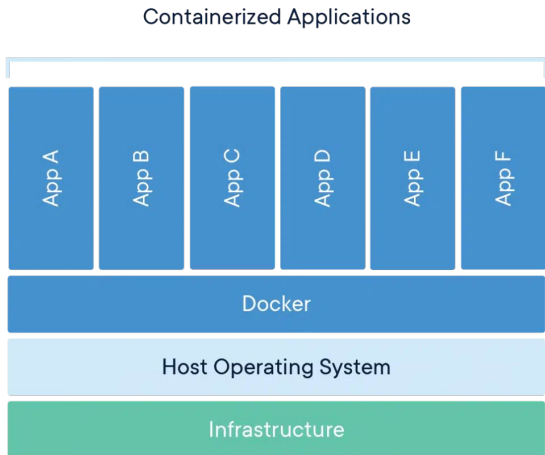 Containerized Applications
App A
App B
App C
App D
App E
App F
Docker
Host Operating System
Infrastructure